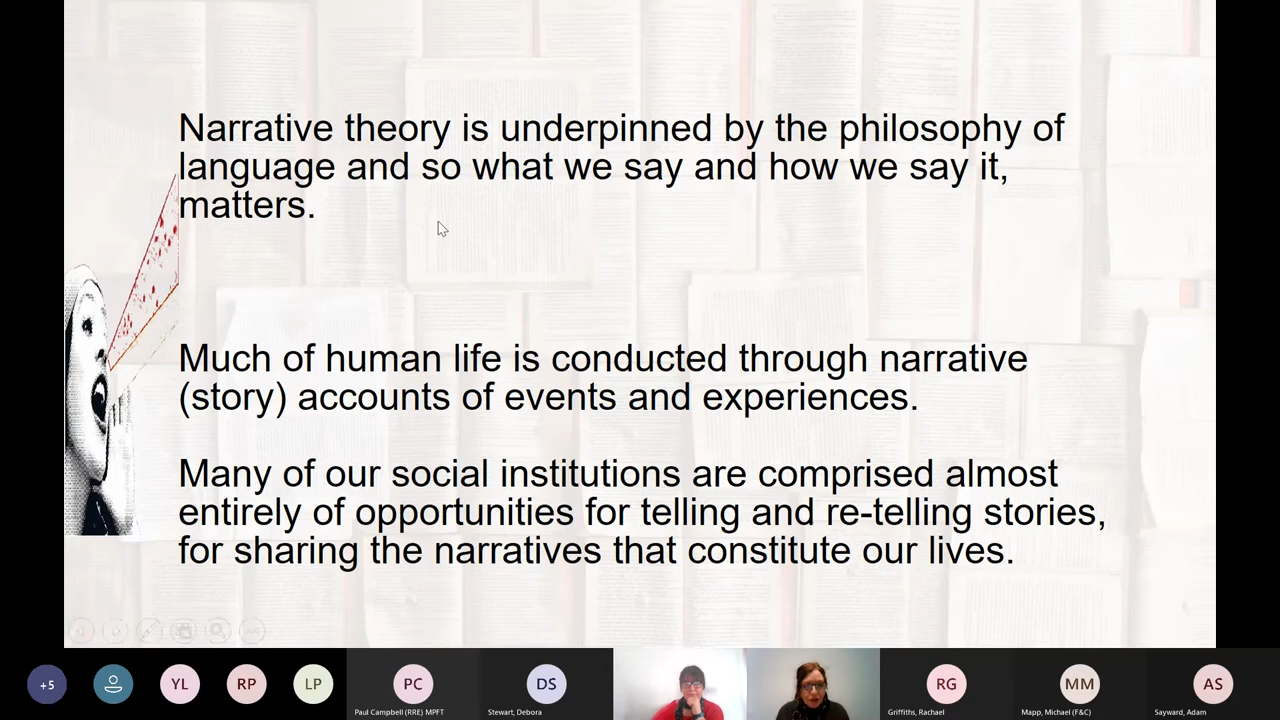 Narrative theory is underpinned by the philosophy of
language and so what we say and how we say it,
matters.
Much of human life is conducted through narrative
(story) accounts of events and experiences.
Many of our social institutions are comprised almost
entirely of opportunities for telling and re-telling stories,
for sharing the narratives that constitute our lives.
+5
YL
RP
LP
PC
Paul Campbell (RRE) MPFT
DS
Stewart, Debora
RG
Griffiths, Rachael
MM
Mapp, Michael (F&C)
AS
Sayward, Adam